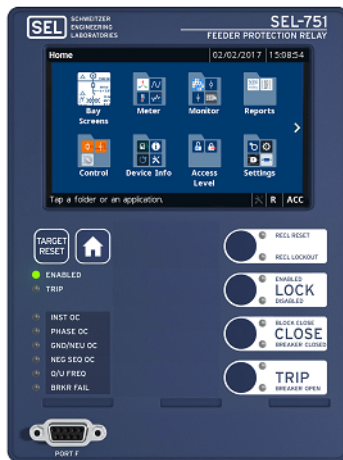 SEL
SCHWEITZER
ENGINEERING
LABORATORIES
SEL-751
FEEDER PROTECTION RELAY
Home 02/02/2017 15:08:54
Bay Screens
Meter
Monitor
Reports
Control
Device Info
Access Level
Settings
Tap a folder or an application.
R ACC
TARGET
RESET
ENABLED
TRIP
INST OC
PHASE OC
GND/NEU OC
NEG SEQ OC
O/U FREQ
BRKR FAIL
RECL RESET
RECL LOCKOUT
ENABLED
LOCK
DISABLED
BLOCK CLOSE
CLOSE
BREAKER CLOSED
TRIP
BREAKER OPEN
PORT F